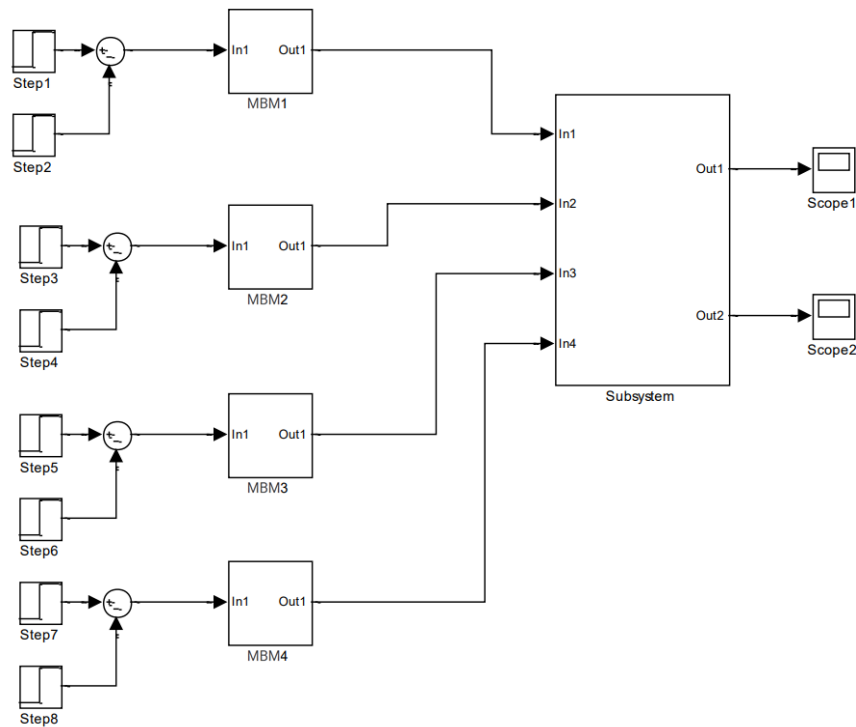 Step1
In1
Out1
MBM1
Step2
In1
Out1
Scope1
In2
Step3
In1
Out1
MBM2
In3
Step4
Out2
Scope2
In4
Subsystem
Step5
In1
Out1
MBM3
Step6
Step7
In1
Out1
MBM4
Step8